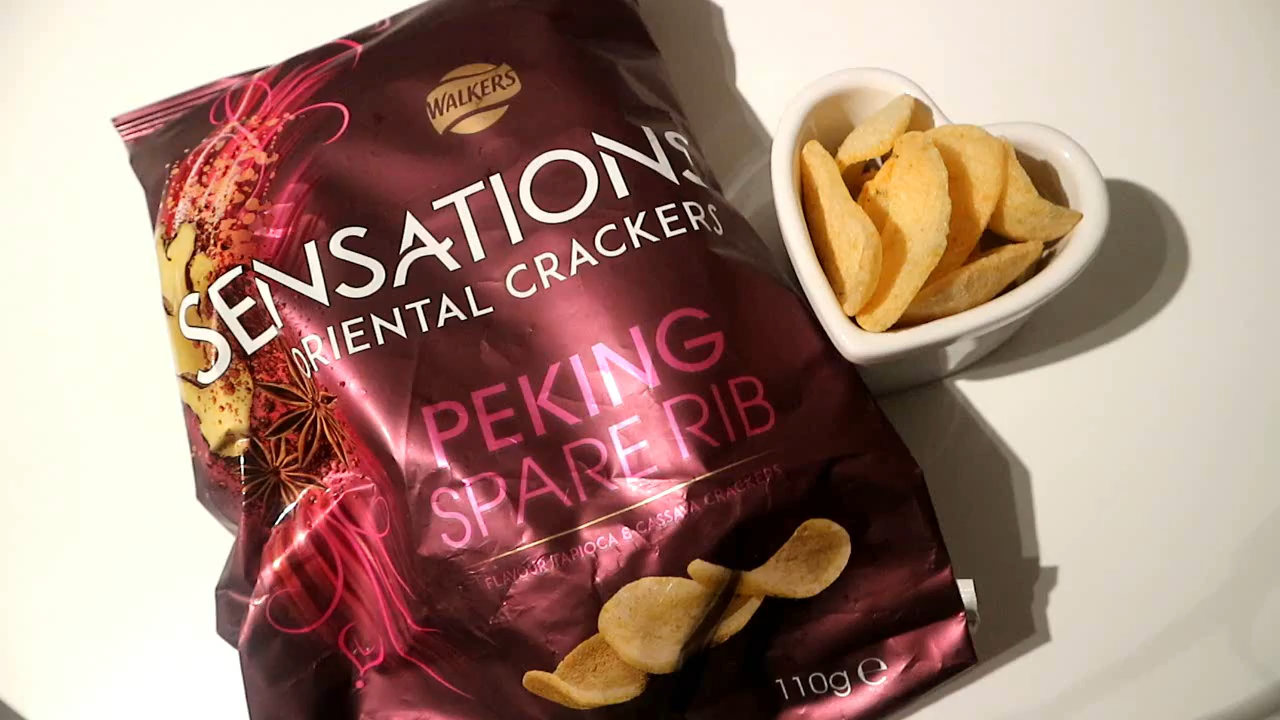 WALKERS
SENSATIONS
ORIENTAL CRACKERS
PEKING
SPARE RIB
FLAVOUR TAPIOCA & CASSAVA CRACKERS
110g e